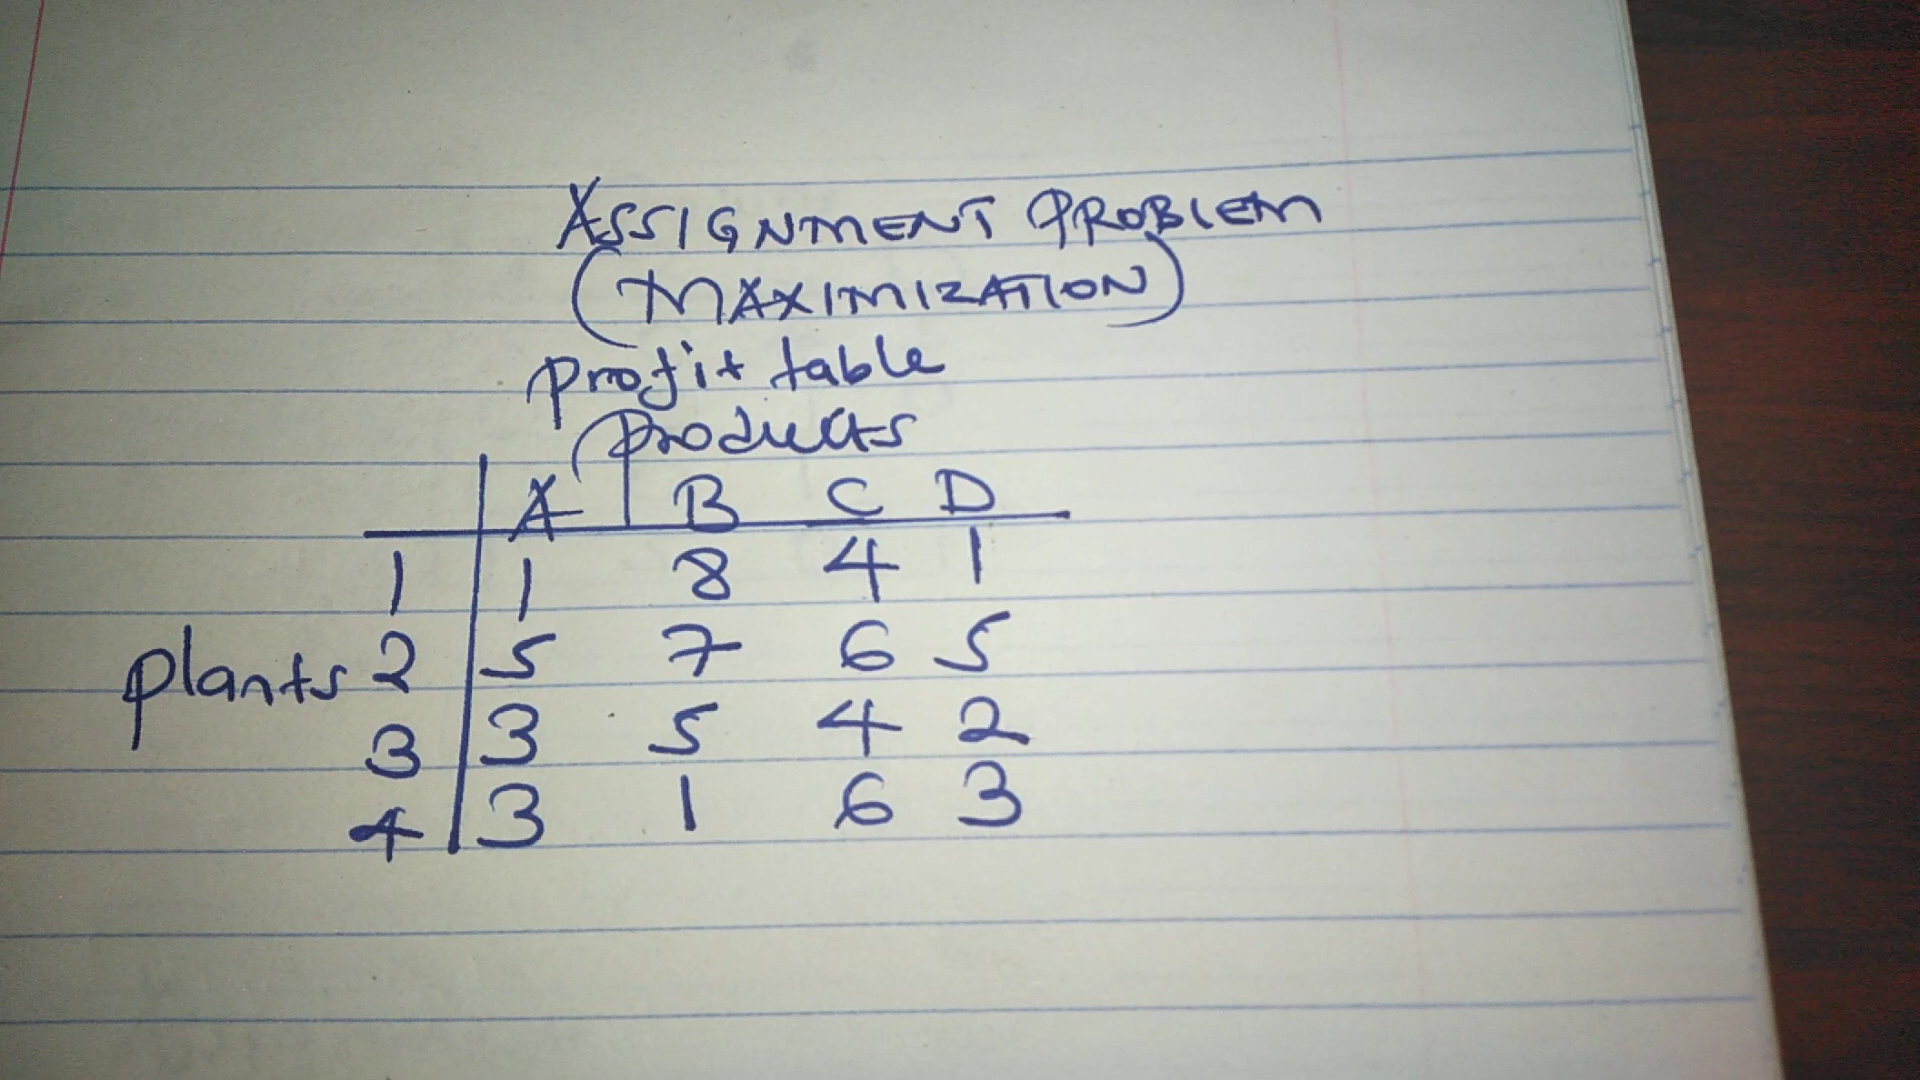 ASSIGNMENT PROBLEM
(MAXIMIZATION)
profit table
products
A B C D
1 1 8 4 1
plants 2 5 7 6 5
3 3 5 4 2
4 3 1 6 3